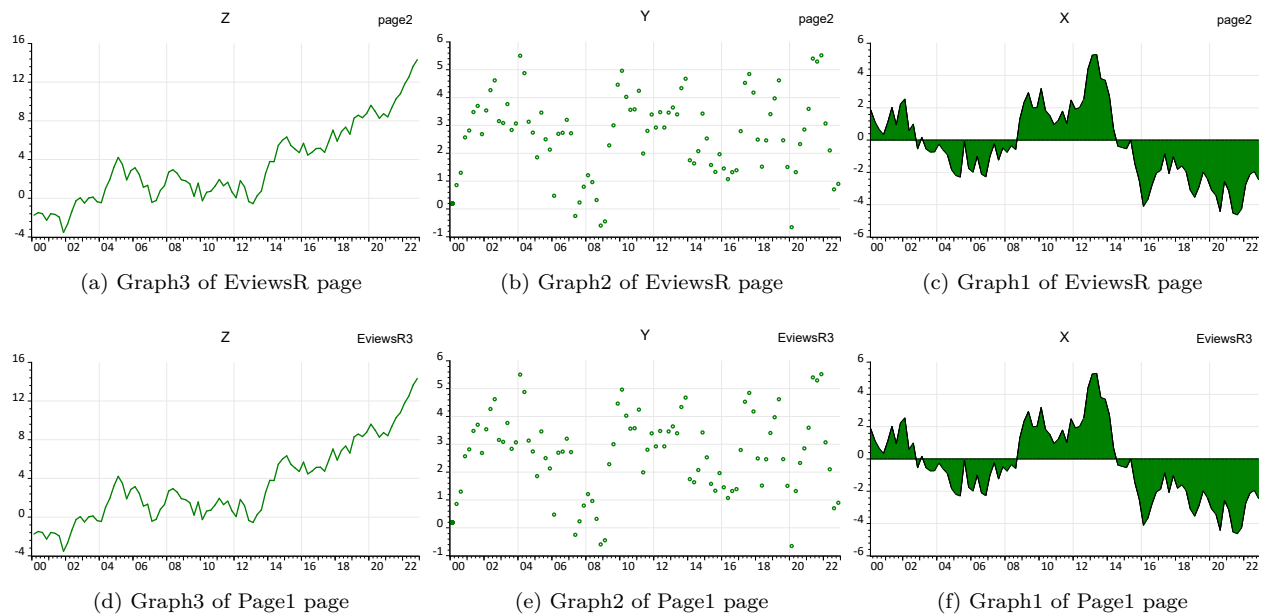 Z page2
16
12
8
4
0
-4
00 02 04 06 08 10 12 14 16 18 20 22
(a) Graph3 of EviewsR page
Y page2
6
5
4
3
2
1
0
-1
00 02 04 06 08 10 12 14 16 18 20 22
(b) Graph2 of EviewsR page
X page2
6
4
2
0
-2
-4
-6
00 02 04 06 08 10 12 14 16 18 20 22
(c) Graph1 of EviewsR page
Z EviewsR3
16
12
8
4
0
-4
00 02 04 06 08 10 12 14 16 18 20 22
(d) Graph3 of Page1 page
Y EviewsR3
6
5
4
3
2
1
0
-1
00 02 04 06 08 10 12 14 16 18 20 22
(e) Graph2 of Page1 page
X EviewsR3
6
4
2
0
-2
-4
-6
00 02 04 06 08 10 12 14 16 18 20 22
(f) Graph1 of Page1 page